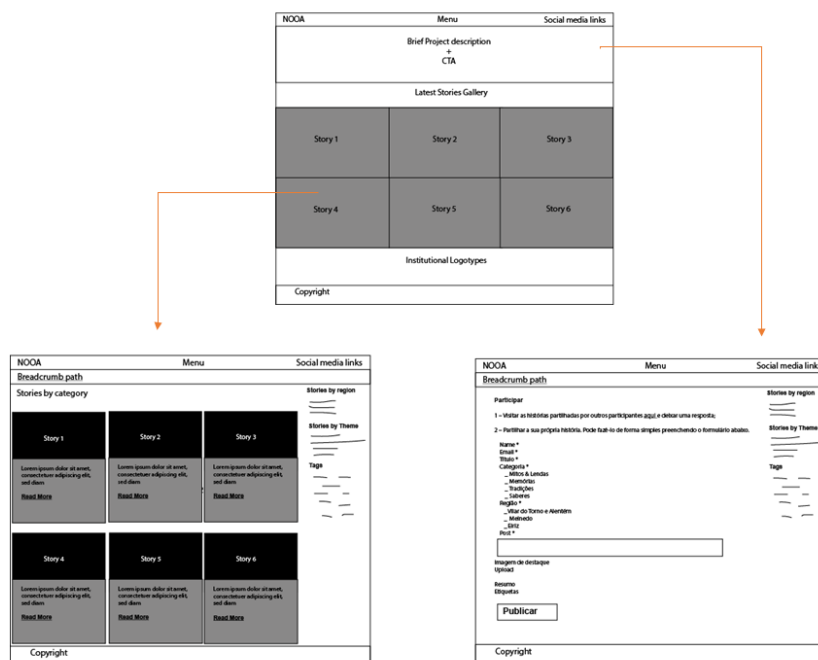 NOOA Menu Social media links
Brief Project description
+
CTA
Latest Stories Gallery
Story 1 Story 2 Story 3
Story 4 Story 5 Story 6
Institutional Logotypes
Copyright
NOOA Menu Social media links
Breadcrumb path
Stories by category
Stories by region
Stories by Theme
Tags
Story 1 Story 2 Story 3
Lorem ipsum dolor sit amet, Lorem ipsum dolor sit amet, Lorem ipsum dolor sit amet,
consectetuer adipiscing elit, consectetuer adipiscing elit, consectetuer adipiscing elit,
sed diam sed diam sed diam
Read More Read More Read More
Story 4 Story 5 Story 6
Lorem ipsum dolor sit amet, Lorem ipsum dolor sit amet, Lorem ipsum dolor sit amet,
consectetuer adipiscing elit, consectetuer adipiscing elit, consectetuer adipiscing elit,
sed diam sed diam sed diam
Read More Read More Read More
Copyright
NOOA Menu Social media link
Breadcrumb path
Participar
1 – Visitar as histórias partilhadas por outros participantes aqui e deixar uma resposta;
2 – Partilhar a sua própria história. Pode fazê-lo de forma simples preenchendo o formulário abaixo.
Name *
Email *
Título *
Categoria *
_ Mitos & Lendas
_ Memórias
_ Tradições
_ Saberes
Região *
_Vilar do Torno e Alentém
_ Meinedo
Post *
Imagem de destaque
Upload
Resumo
Etiquetas
Publicar
Stories by region
Stories by Theme
Tags
Copyright